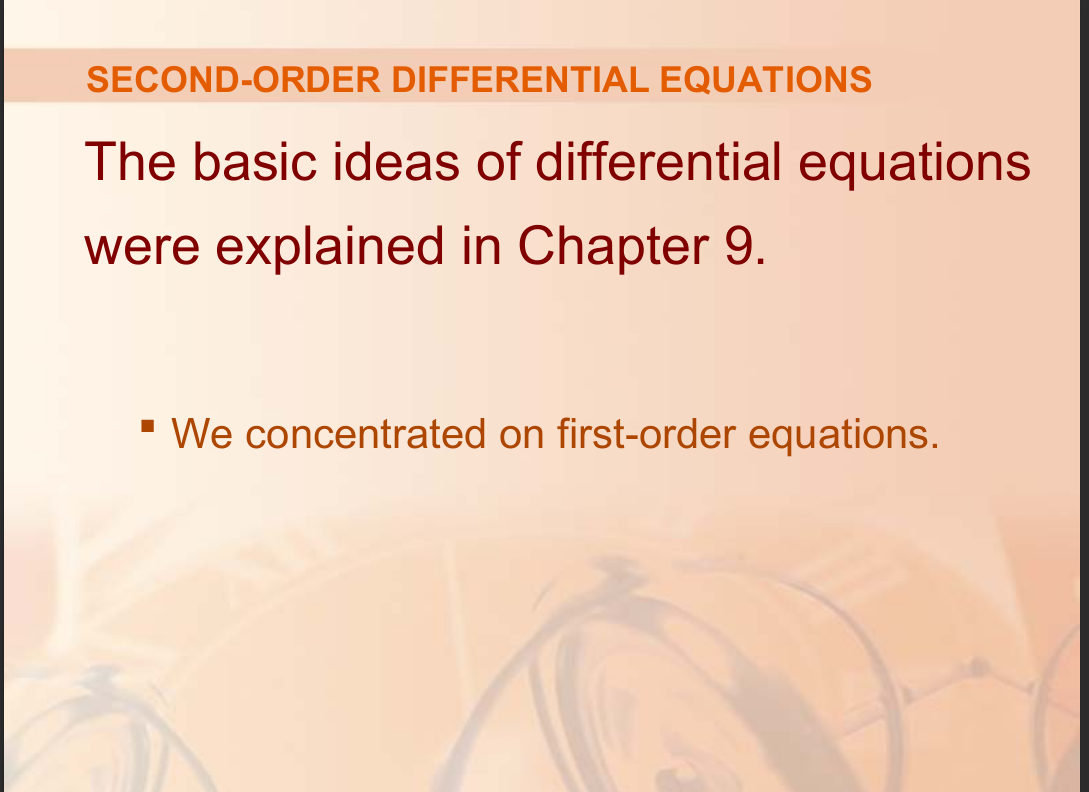 SECOND-ORDER DIFFERENTIAL EQUATIONS
The basic ideas of differential equations
were explained in Chapter 9.
▪ We concentrated on first-order equations.